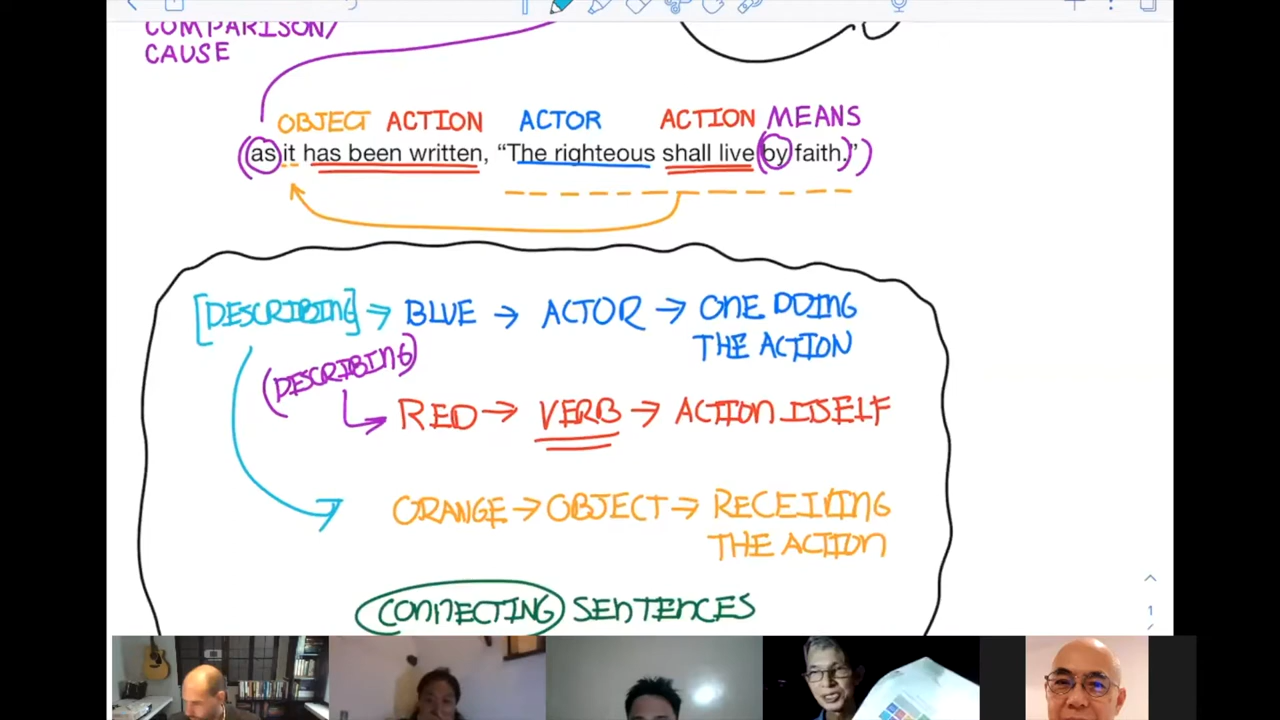 COMPARISON/
CAUSE
OBJECT ACTION ACTOR ACTION MEANS
(as it has been written, “The righteous shall live (by faith.)”)
[DESCRIBING] → BLUE → ACTOR → ONE DOING
THE ACTION
(DESCRIBING)
RED → VERB → ACTION ITSELF
ORANGE → OBJECT → RECEIVING
THE ACTION
CONNECTING SENTENCES
1